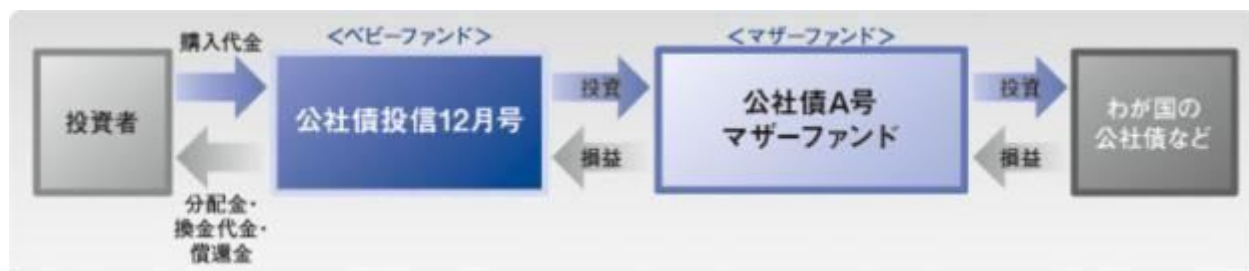 投資者
購入代金
分配金・
換金代金・
償還金
＜ベビーファンド＞
公社債投信12月号
投資
損益
＜マザーファンド＞
公社債A号
マザーファンド
投資
損益
わが国の
公社債など